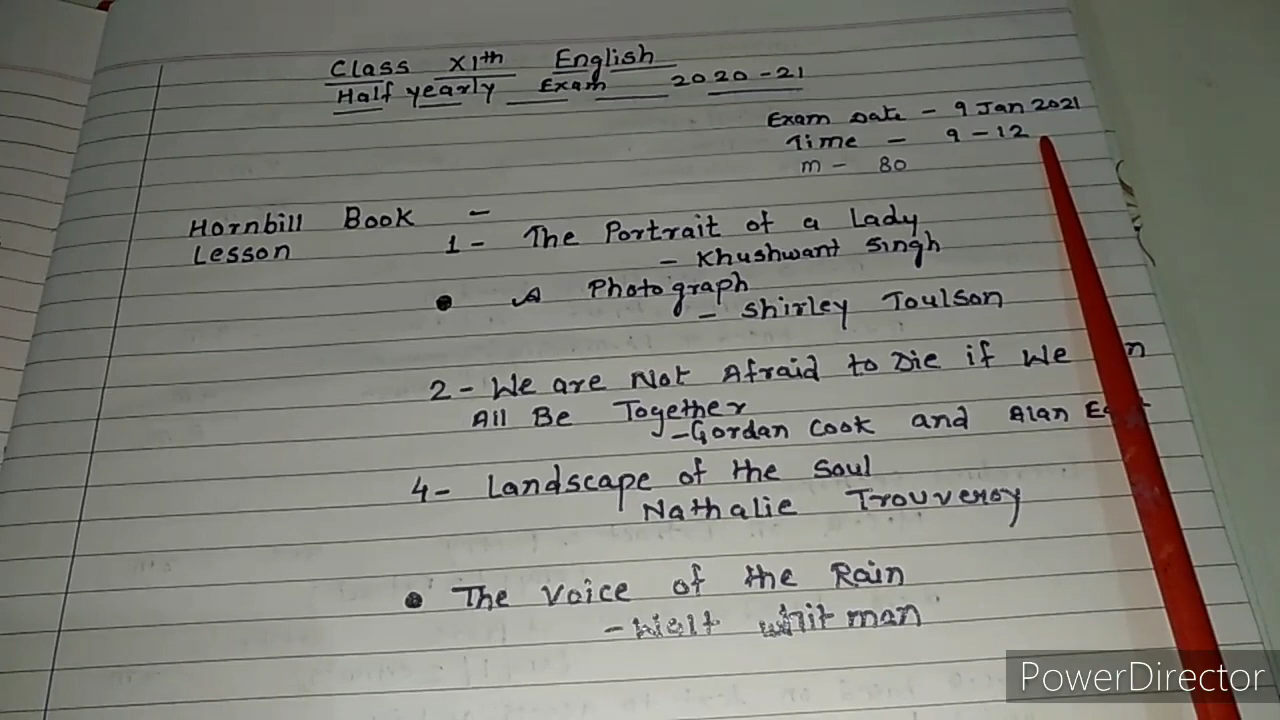 Class XIth English
Half yearly Exam 2020-21
Exam Date - 9 Jan 2021
Time - 9-12
m - 80
Hornbill Book -
Lesson 1- The Portrait of a Lady
- Khushwant Singh
• A Photograph
- Shirley Toulson
2- We are Not Afraid to Die if We
All Be Together
- Gordan Cook and Alan
4- Landscape of the Soul
Nathalie Trouveroy
• The Voice of the Rain
- Walt Whitman
PowerDirector